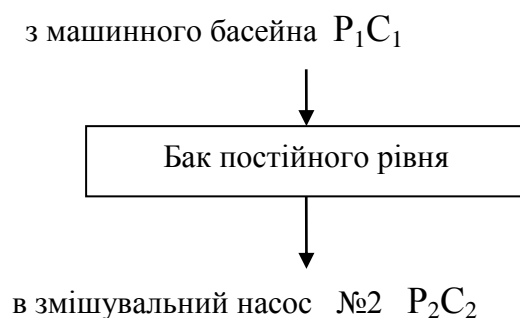 з машинного басейна P₁C₁
Бак постійного рівня
в змішувальний насос №2 P₂C₂